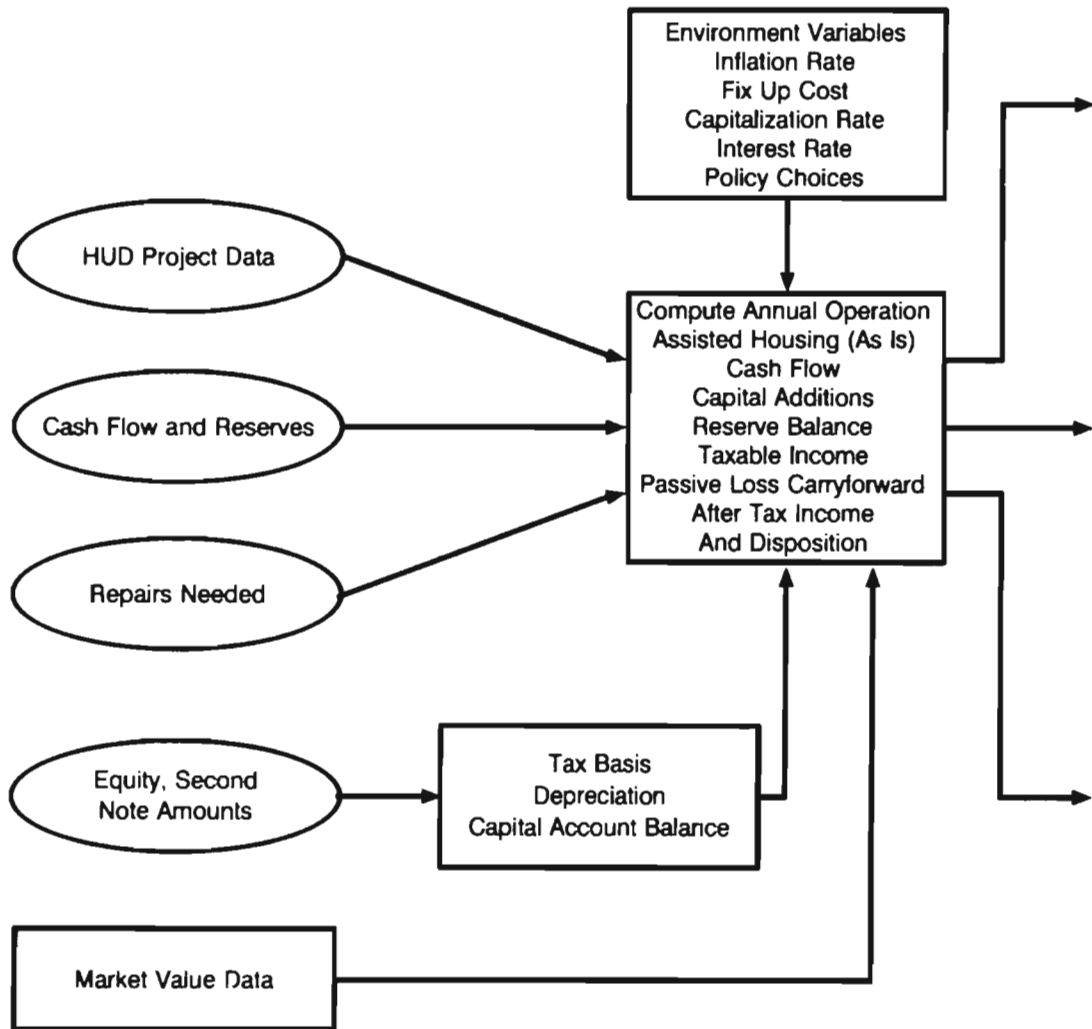 Environment Variables
Inflation Rate
Fix Up Cost
Capitalization Rate
Interest Rate
Policy Choices
HUD Project Data
Cash Flow and Reserves
Repairs Needed
Compute Annual Operation
Assisted Housing (As Is)
Cash Flow
Capital Additions
Reserve Balance
Taxable Income
Passive Loss Carryforward
After Tax Income
And Disposition
Equity, Second
Note Amounts
Tax Basis
Depreciation
Capital Account Balance
Market Value Data